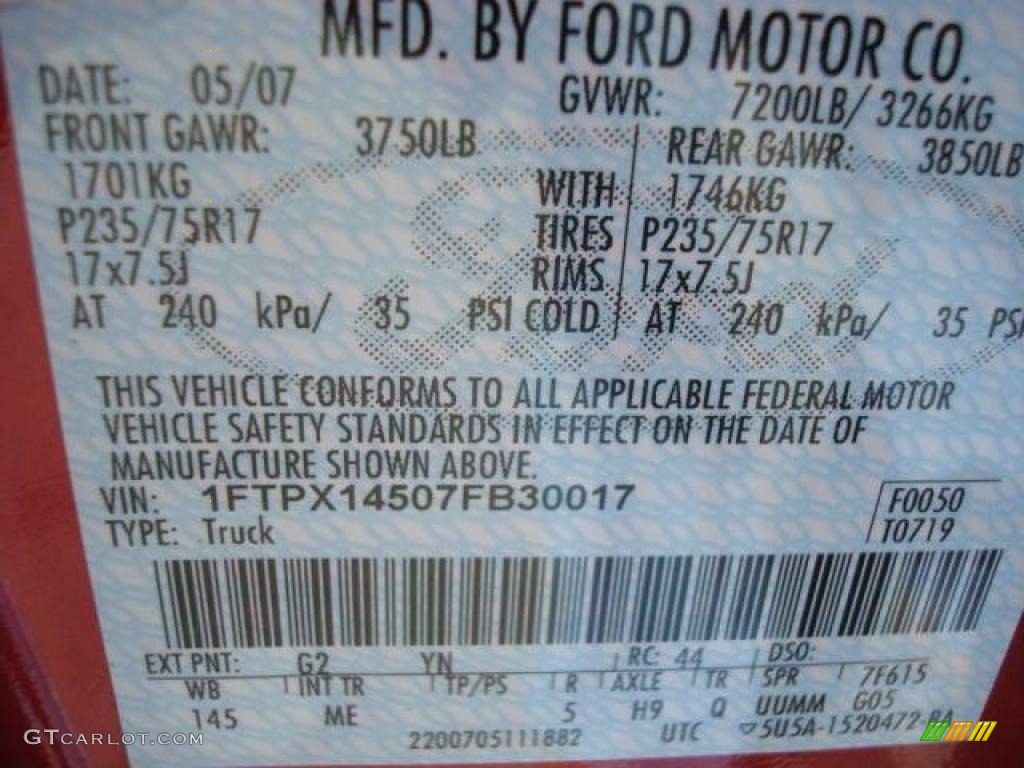 MFD. BY FORD MOTOR CO.
DATE: 05/07 GVWR: 7200LB/ 3266KG
FRONT GAWR: 3750LB REAR GAWR: 3850LB
1701KG WITH 1746KG
P235/75R17 TIRES P235/75R17
17x7.5J RIMS 17x7.5J
AT 240 kPa/ 35 PSI COLD AT 240 kPa/ 35 PSI
THIS VEHICLE CONFORMS TO ALL APPLICABLE FEDERAL MOTOR
VEHICLE SAFETY STANDARDS IN EFFECT ON THE DATE OF
MANUFACTURE SHOWN ABOVE.
VIN: 1FTPX14507FB30017 F0050
TYPE: Truck T0719
EXT PNT: G2 YN RC: 44 DSO:
WB INT TR TP/PS R AXLE TR SPR 7F615
145 ME 5 H9 Q UUMM G05
2200705111882 UTC 5U5A-1520472-BA
GTCARLOT.COM